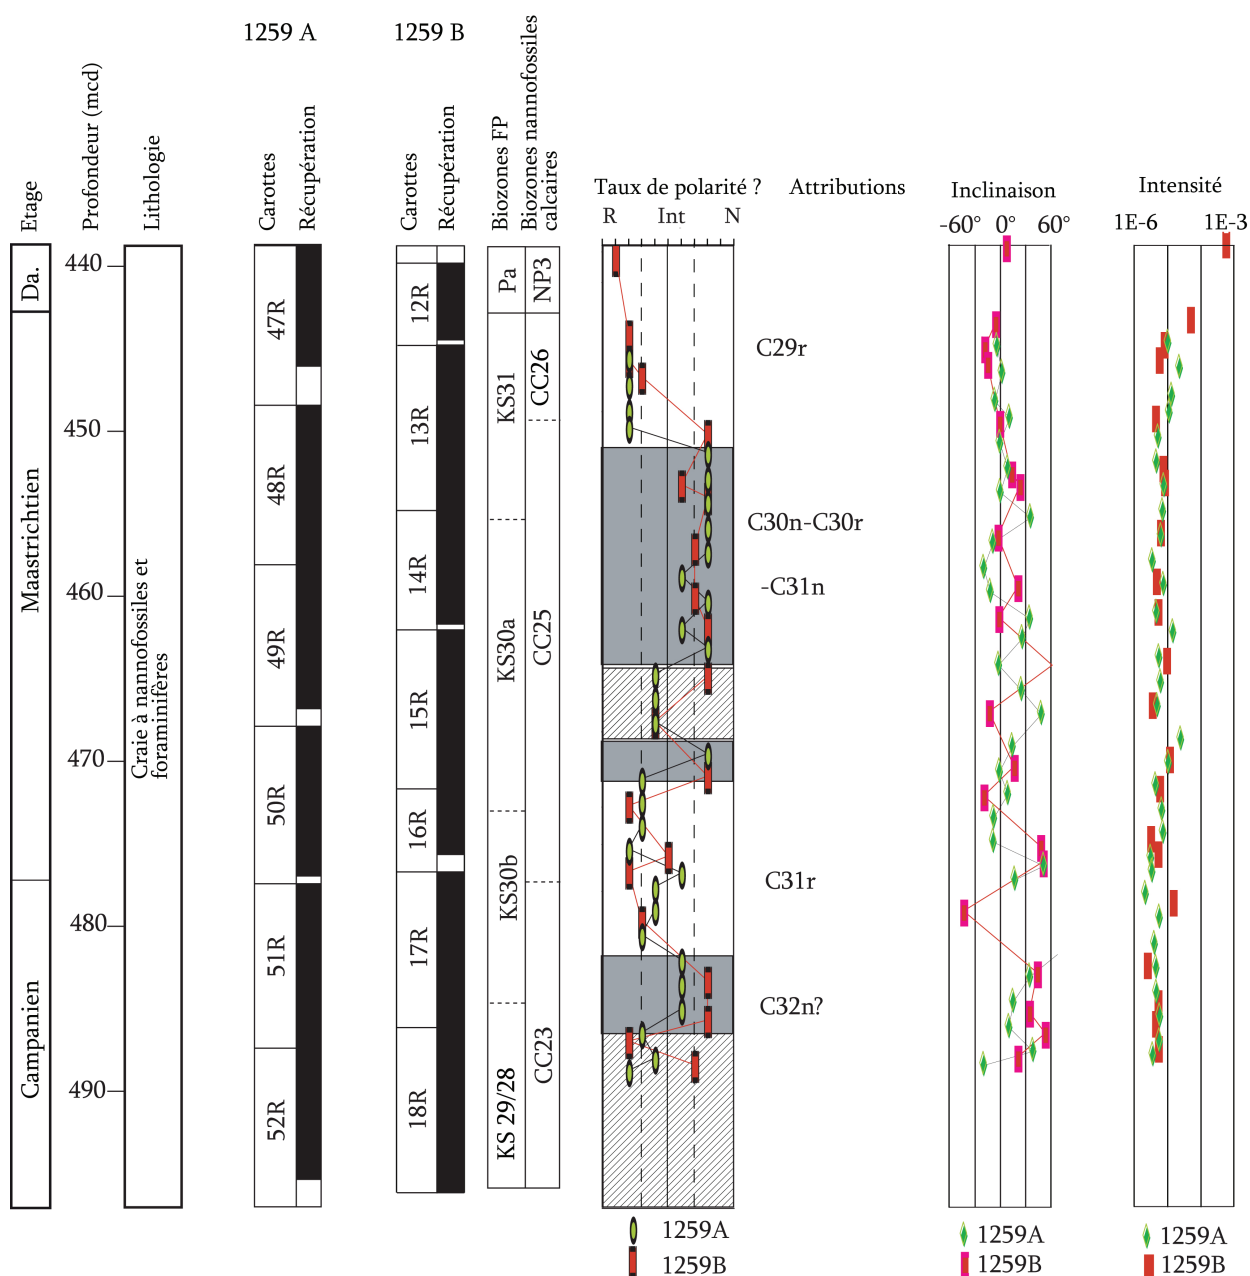 1259 A
1259 B
Etage
Profondeur (mcd)
Lithologie
Carottes
Récupération
Carottes
Récupération
Biozones FP
Biozones nannofossiles
calcaires
Taux de polarité ?
Attributions
Inclinaison
Intensité
R
Int
N
-60°
0°
60°
1E-6
1E-3
Da.
Maastrichtien
Campanien
440
450
460
470
480
490
Craie à nannofossiles et
foraminifères
47R
48R
49R
50R
51R
52R
12R
13R
14R
15R
16R
17R
18R
Pa
KS31
KS30a
KS30b
KS 29/28
NP3
CC26
CC25
CC23
C29r
C30n-C30r
-C31n
C31r
C32n?
1259A
1259B
1259A
1259B
1259A
1259B